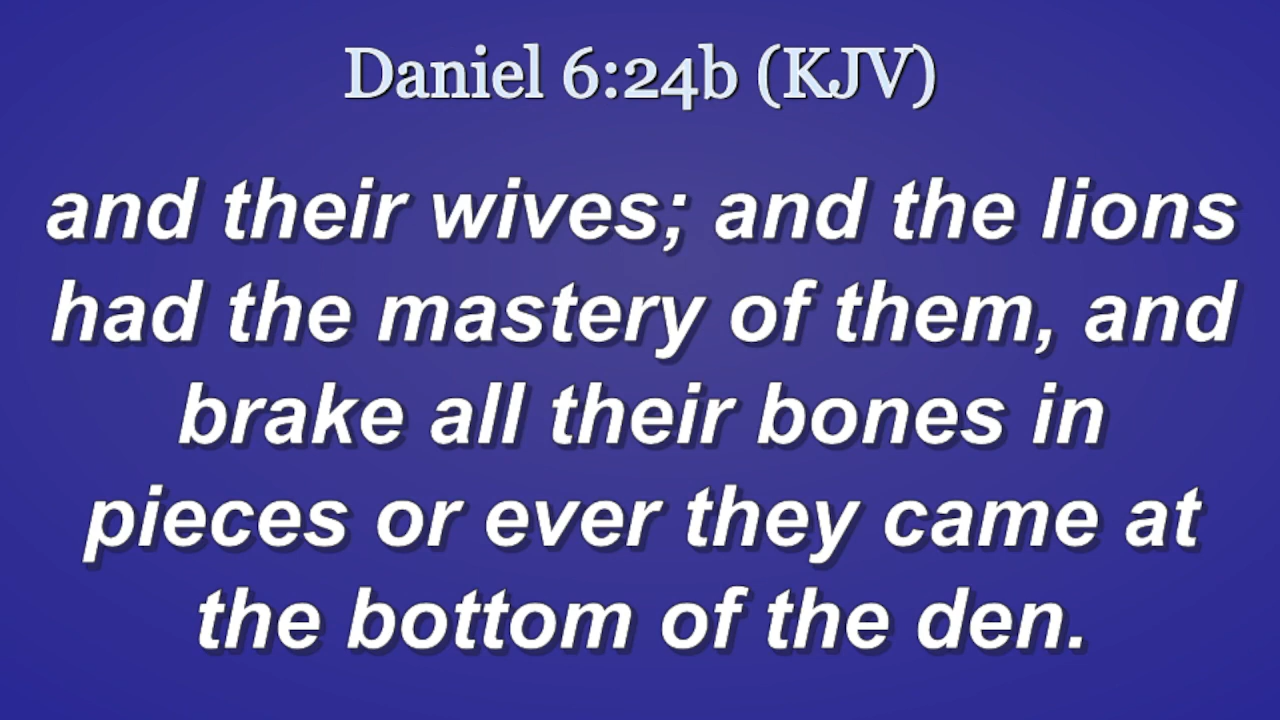 Daniel 6:24b (KJV)
and their wives; and the lions
had the mastery of them, and
brake all their bones in
pieces or ever they came at
the bottom of the den.